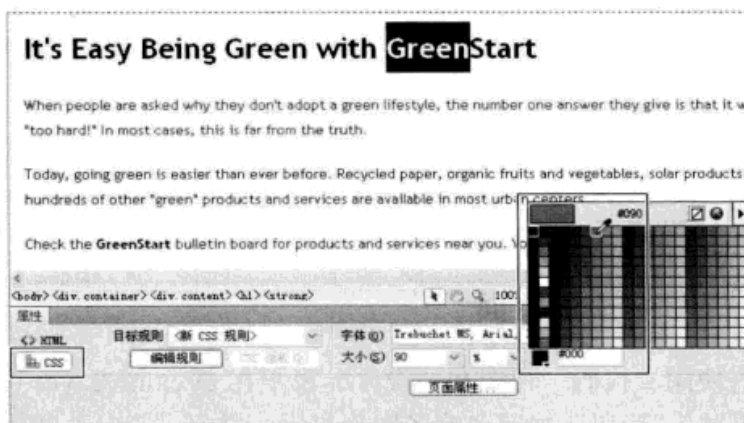 It's Easy Being Green with GreenStart
When people are asked why they don't adopt a green lifestyle, the number one answer they give is that it
"too hard!" In most cases, this is far from the truth.
Today, going green is easier than ever before. Recycled paper, organic fruits and vegetables, solar products
hundreds of other "green" products and services are available in most urban centers
Check the GreenStart bulletin board for products and services near you.
#090
<body> <div.container> <div.content> <h1> <strong>
100
属性
<> HTML
目标规则 <新 CSS 规则>
字体(O) Trebuchet MS, Arial,
CSS
编辑规则
大小(S) 90 %
#000
页面属性...